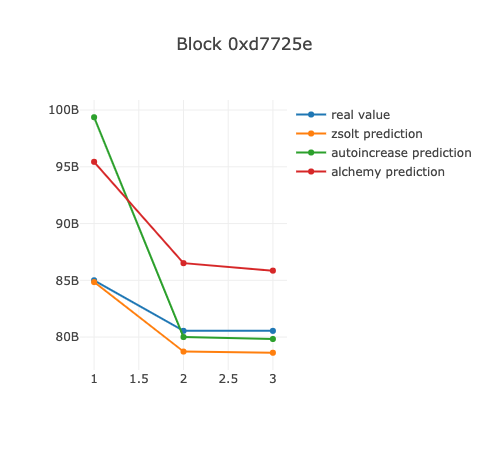 Block 0xd7725e
100B
95B
90B
85B
80B
1 1.5 2 2.5 3
real value
zsolt prediction
autoincrease prediction
alchemy prediction